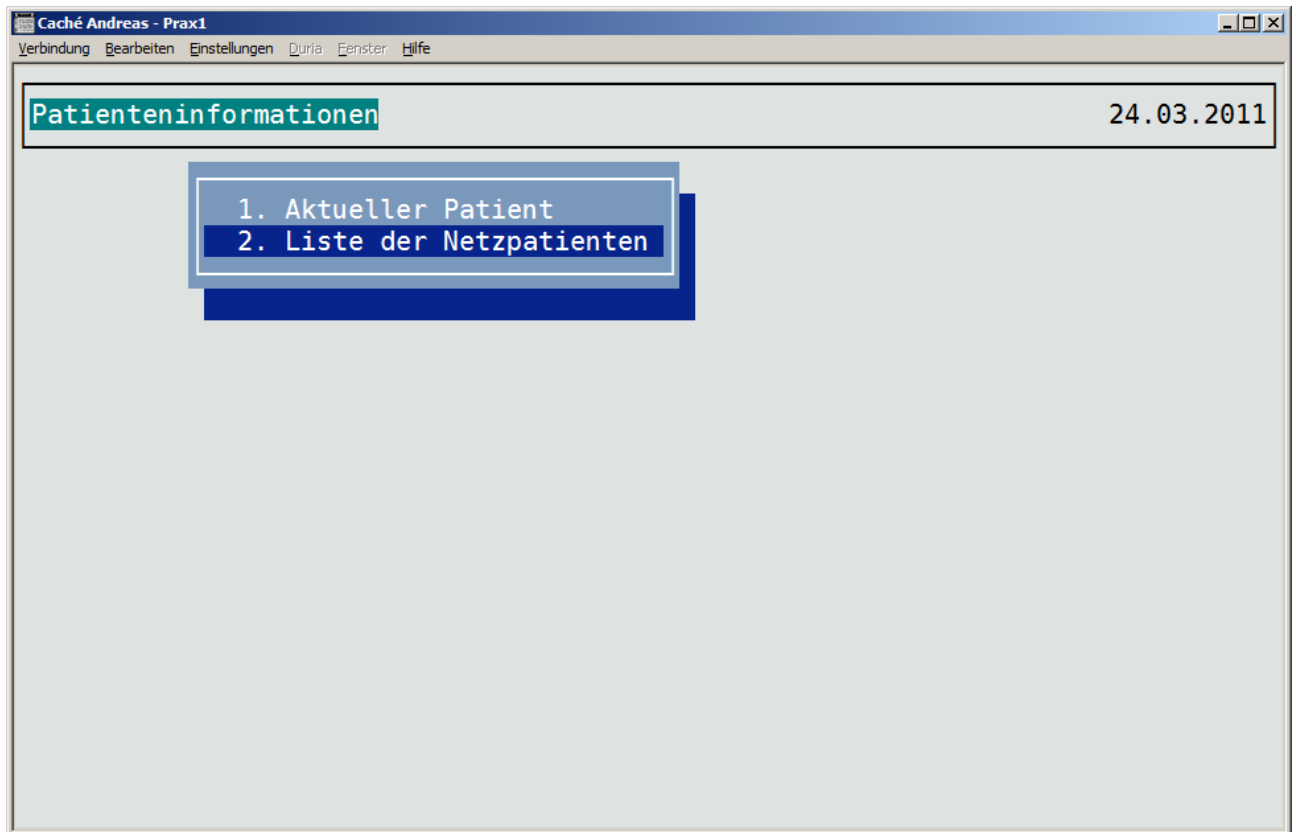 Caché Andreas - Prax1
Verbindung Bearbeiten Einstellungen Duria Fenster Hilfe
Patienteninformationen 24.03.2011
1. Aktueller Patient
2. Liste der Netzpatienten